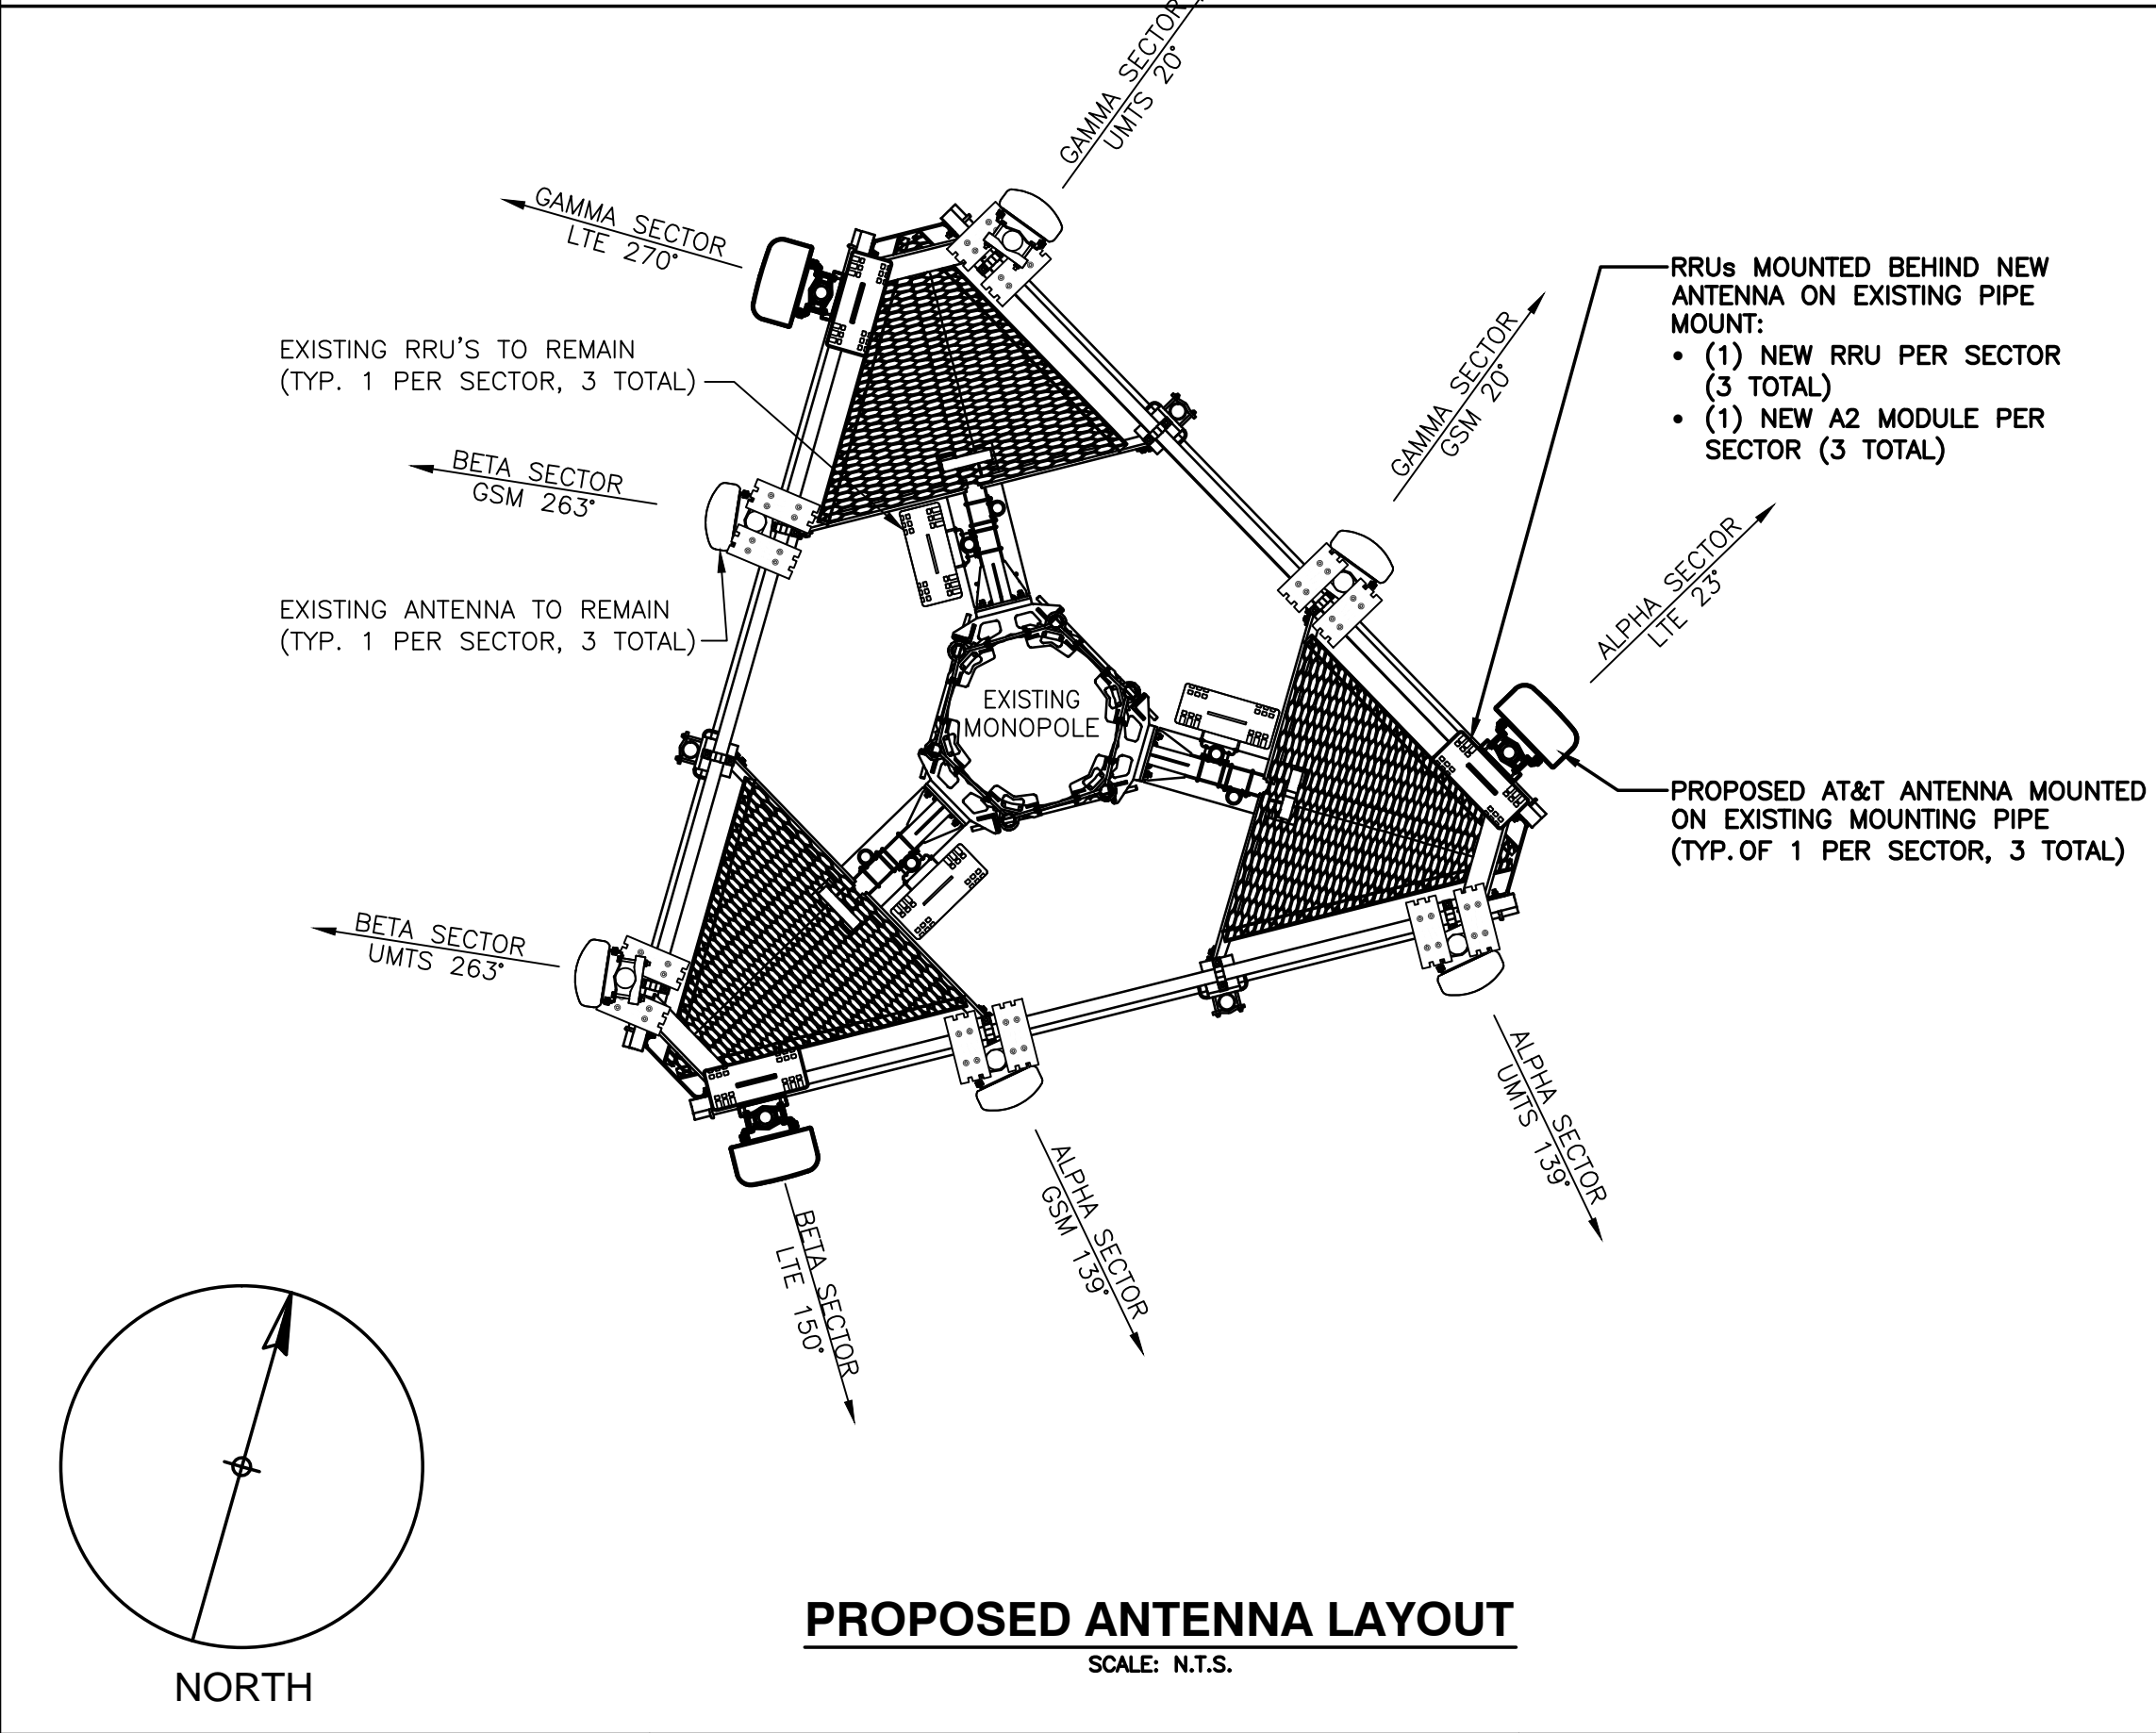 GAMMA SECTOR
UMTS 20°
GAMMA SECTOR
LTE 270°
RRUs MOUNTED BEHIND NEW
ANTENNA ON EXISTING PIPE
MOUNT:
• (1) NEW RRU PER SECTOR
(3 TOTAL)
• (1) NEW A2 MODULE PER
SECTOR (3 TOTAL)
EXISTING RRU'S TO REMAIN
(TYP. 1 PER SECTOR, 3 TOTAL)
GAMMA SECTOR
GSM 20°
BETA SECTOR
GSM 263°
ALPHA SECTOR
LTE 23°
EXISTING ANTENNA TO REMAIN
(TYP. 1 PER SECTOR, 3 TOTAL)
EXISTING
MONOPOLE
PROPOSED AT&T ANTENNA MOUNTED
ON EXISTING MOUNTING PIPE
(TYP. OF 1 PER SECTOR, 3 TOTAL)
BETA SECTOR
UMTS 263°
ALPHA SECTOR
UMTS 139°
ALPHA SECTOR
GSM 139°
BETA SECTOR
LTE 150°
NORTH
PROPOSED ANTENNA LAYOUT
SCALE: N.T.S.